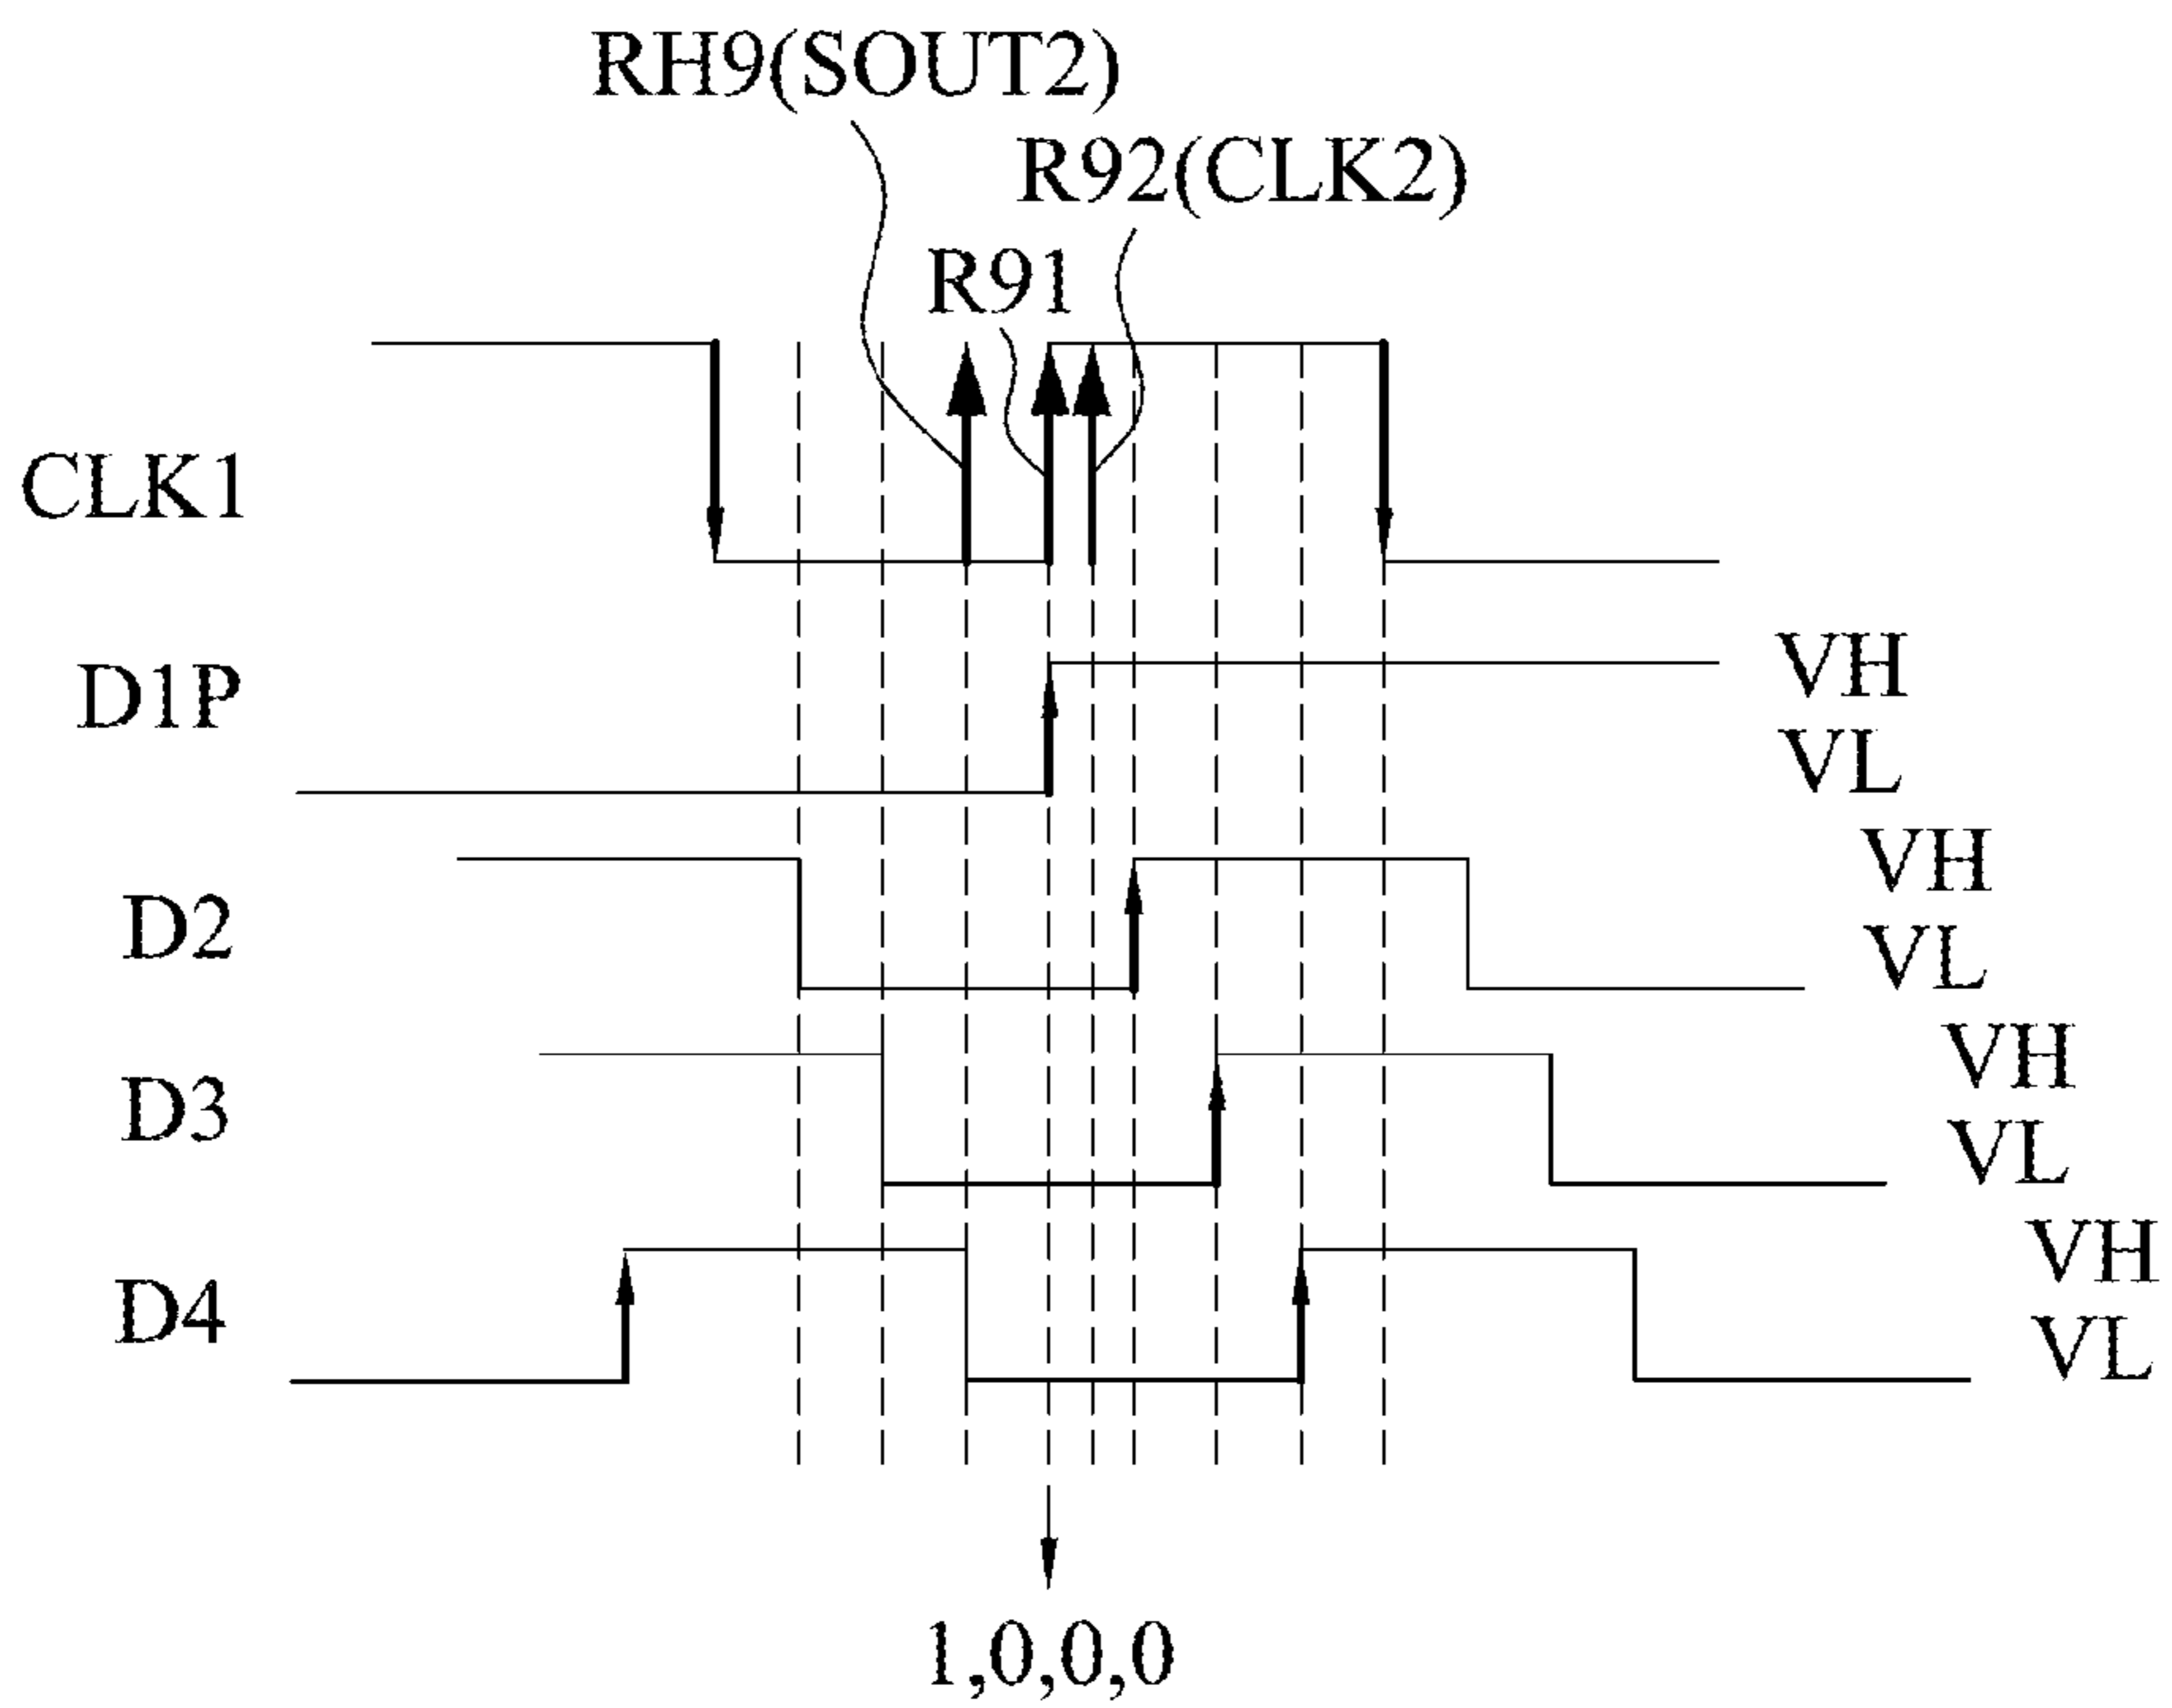 RH9(SOUT2)
R92(CLK2)
R91
CLK1
D1P
VH
VL
D2
VH
VL
D3
VH
VL
D4
VH
VL
1,0,0,0